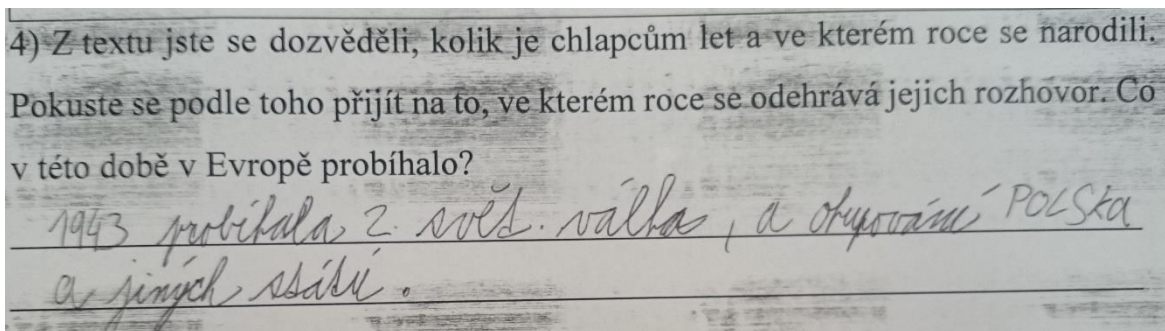 4) Z textu jste se dozvěděli, kolik je chlapcům let a ve kterém roce se narodili.
Pokuste se podle toho přijít na to, ve kterém roce se odehrává jejich rozhovor. Co
v této době v Evropě probíhalo?
1943 probíhala 2. svět. válka, a okupování POLSka
a jiných států.